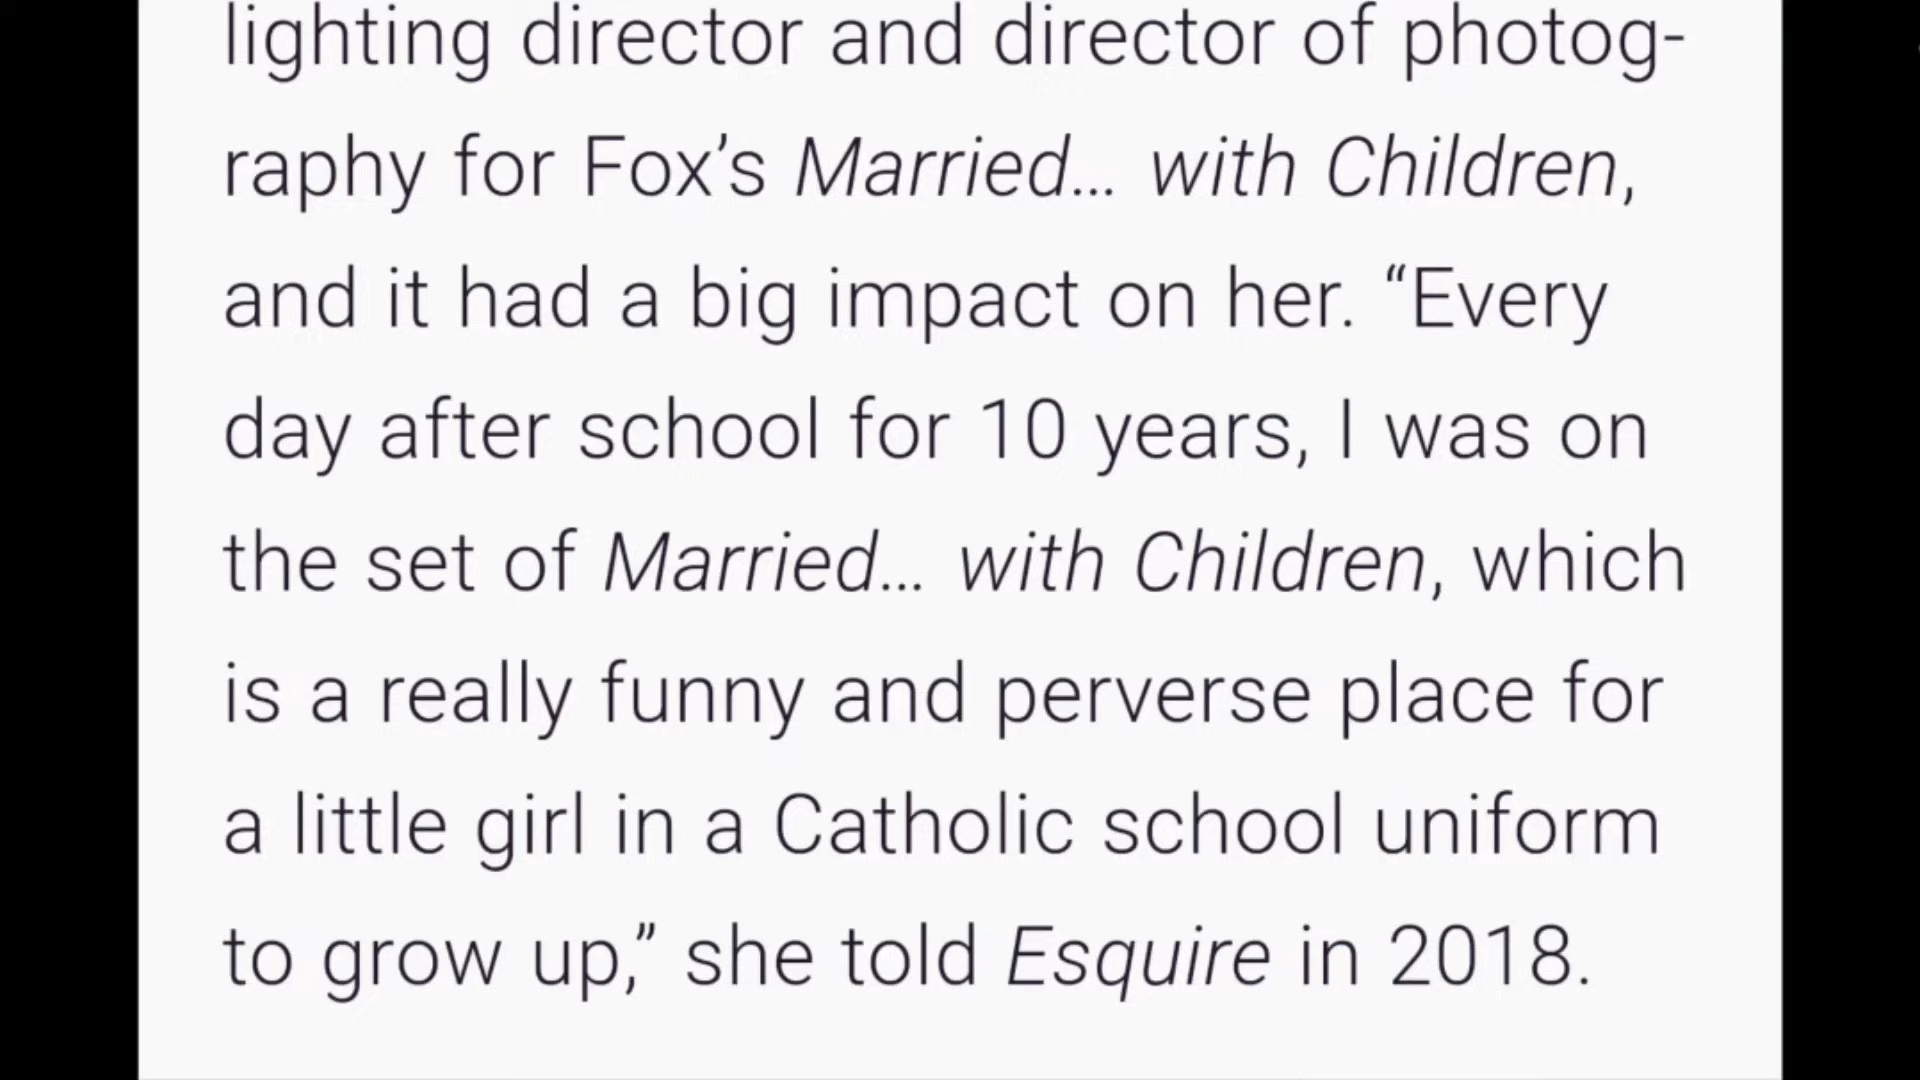 lighting director and director of photog-
raphy for Fox’s Married… with Children,
and it had a big impact on her. “Every
day after school for 10 years, I was on
the set of Married… with Children, which
is a really funny and perverse place for
a little girl in a Catholic school uniform
to grow up,” she told Esquire in 2018.